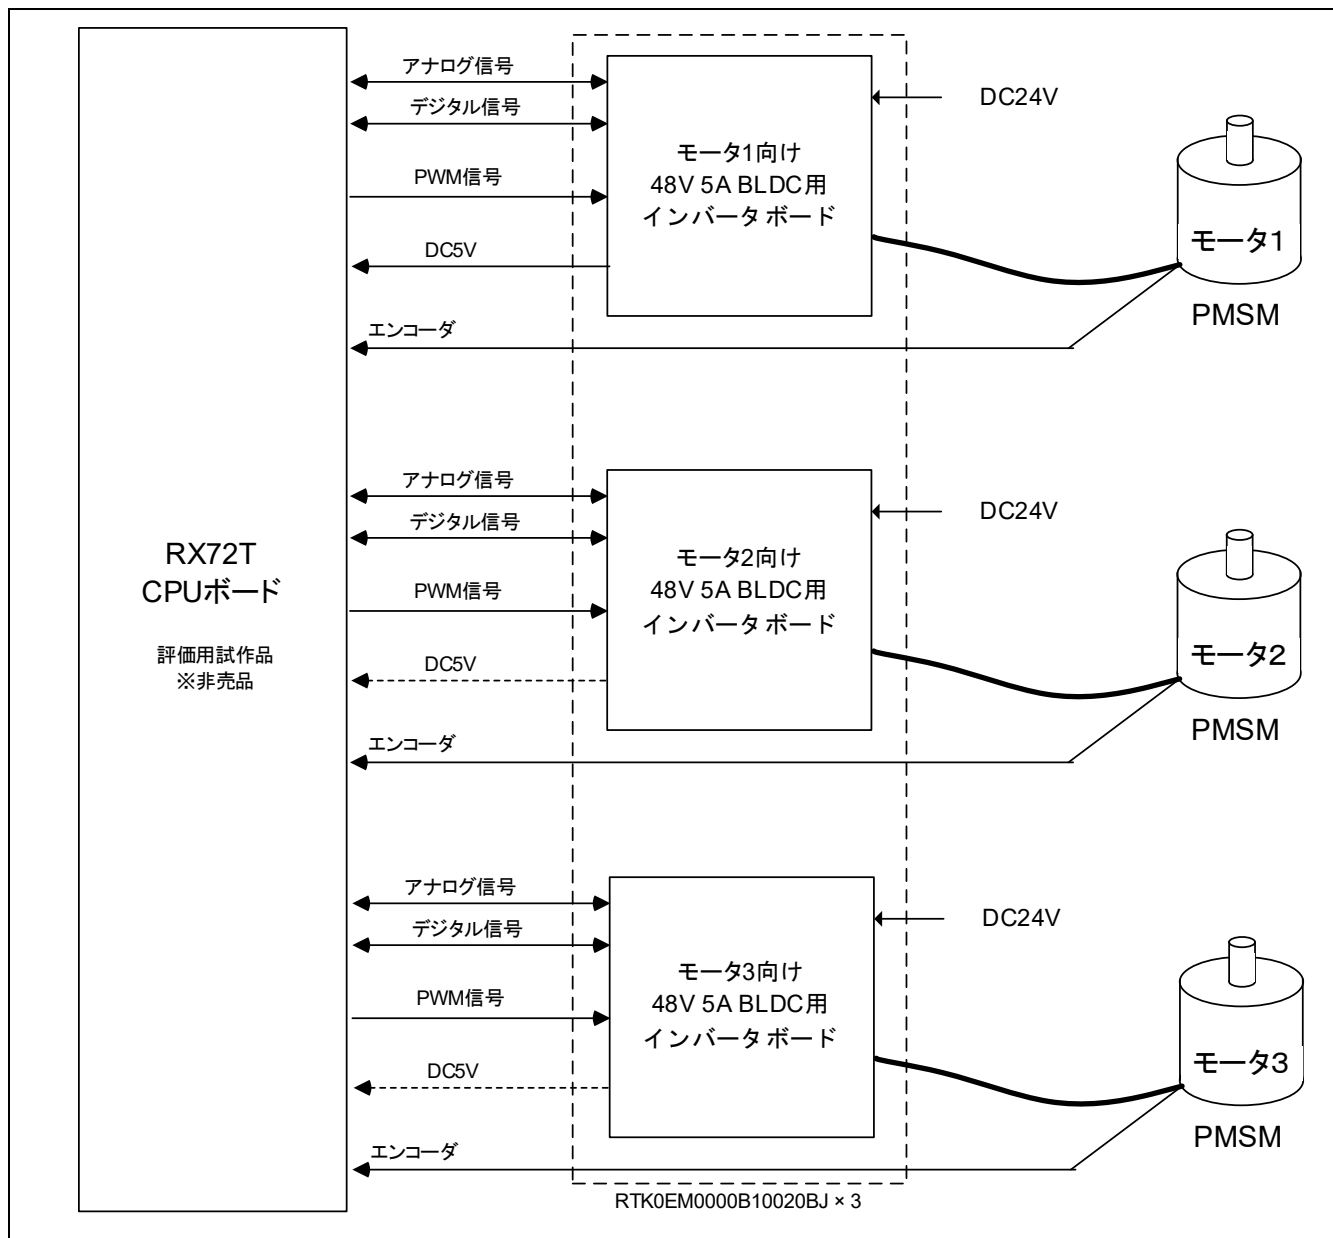 アナログ信号
デジタル信号
PWM信号
DC5V
エンコーダ
モータ1向け
48V 5A BLDC用
インバータボード
DC24V
モータ1
PMSM
RX72T
CPUボード
評価用試作品
※非売品
アナログ信号
デジタル信号
PWM信号
DC5V
エンコーダ
モータ2向け
48V 5A BLDC用
インバータボード
DC24V
モータ2
PMSM
アナログ信号
デジタル信号
PWM信号
DC5V
エンコーダ
モータ3向け
48V 5A BLDC用
インバータボード
DC24V
モータ3
PMSM
RTK0EM0000B10020BJ × 3